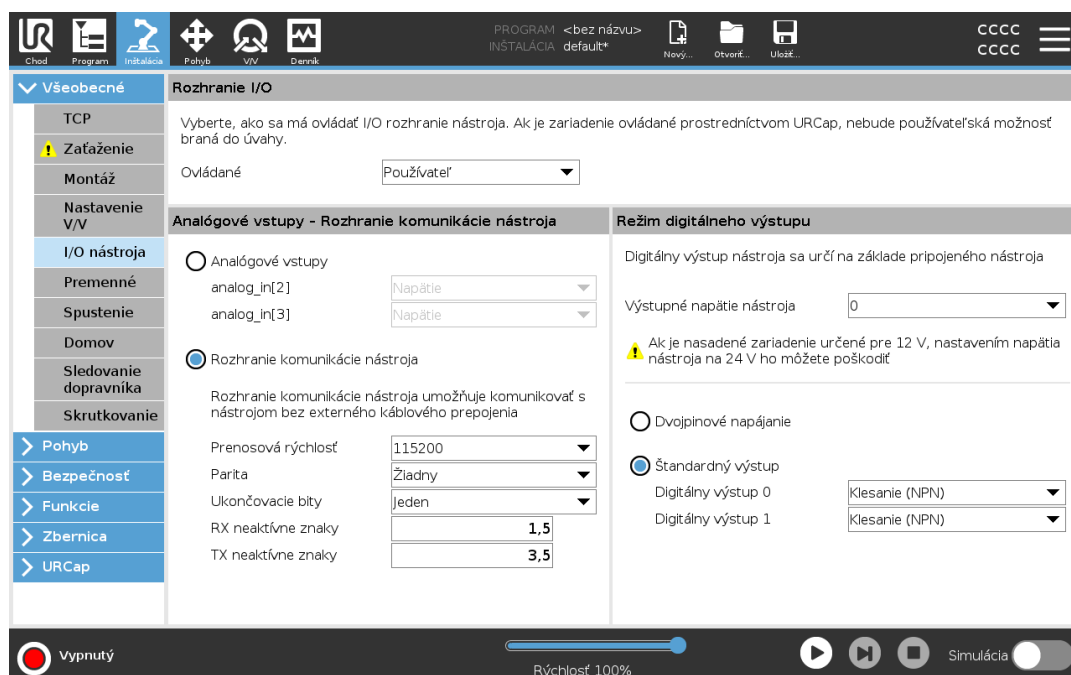 UR
PROGRAM <bez názvu>
INŠTALÁCIA default*
CCCC
CCCC
Chod Program Inštalácia Pohyb V/V Denník Nový... Otvoriť... Uložiť...
Všeobecné
TCP
Zaťaženie
Montáž
Nastavenie
V/V
I/O nástroja
Premenné
Spustenie
Domov
Sledovanie
dopravníka
Skrutkovanie
Pohyb
Bezpečnosť
Funkcie
Zbernica
URCap
Rozhranie I/O
Vyberte, ako sa má ovládať I/O rozhranie nástroja. Ak je zariadenie ovládané prostredníctvom URCap, nebude používateľská možnosť
braná do úvahy.
Ovládané Používateľ
Analógové vstupy - Rozhranie komunikácie nástroja
Analógové vstupy
analog_in[2] Napätie
analog_in[3] Napätie
Rozhranie komunikácie nástroja
Rozhranie komunikácie nástroja umožňuje komunikovať s
nástrojom bez externého káblového prepojenia
Prenosová rýchlosť 115200
Parita Žiadny
Ukončovacie bity Jeden
RX neaktívne znaky 1,5
TX neaktívne znaky 3,5
Režim digitálneho výstupu
Digitálny výstup nástroja sa určí na základe pripojeného nástroja
Výstupné napätie nástroja 0
Ak je nasadené zariadenie určené pre 12 V, nastavením napätia
nástroja na 24 V ho môžete poškodiť
Dvojpinové napájanie
Štandardný výstup
Digitálny výstup 0 Klesanie (NPN)
Digitálny výstup 1 Klesanie (NPN)
Vypnutý
Rýchlosť 100%
Simulácia